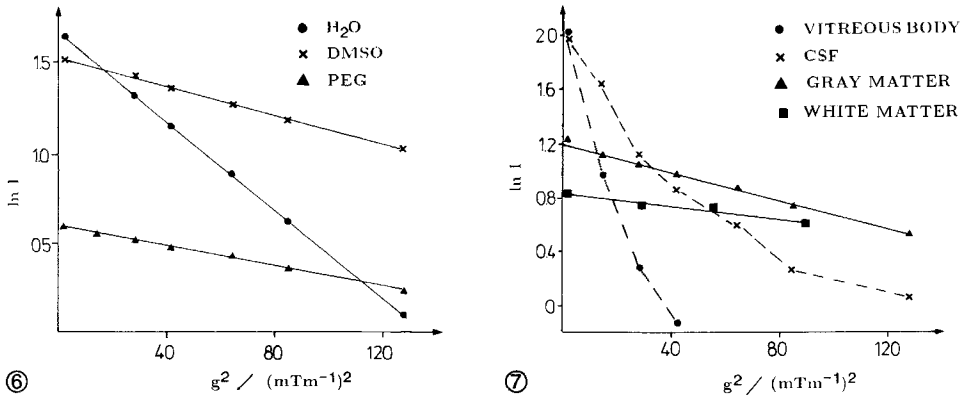 H₂O
DMSO
PEG
1.5
1.0
0.5
ln I
40
80
120
g² / (mTm⁻¹)²
⑥
VITREOUS BODY
CSF
GRAY MATTER
WHITE MATTER
2.0
1.6
1.2
0.8
0.4
0
ln I
40
80
120
g² / (mTm⁻¹)²
⑦